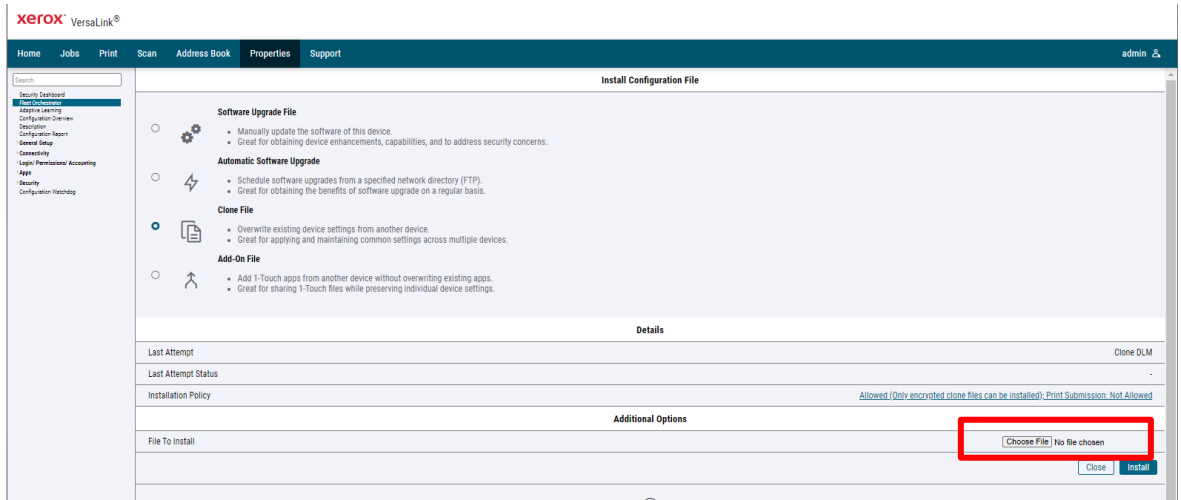 xerox VersaLink®
Home Jobs Print Scan Address Book Properties Support admin
Search
Security Dashboard
Fleet Orchestrator
Adaptive Learning
Configuration Overview
Description
Configuration Report
General Setup
Connectivity
Login/ Permissions/ Accounting
Apps
Security
Configuration Watchdog
Install Configuration File
Software Upgrade File
• Manually update the software of this device.
• Great for obtaining device enhancements, capabilities, and to address security concerns.
Automatic Software Upgrade
• Schedule software upgrades from a specified network directory (FTP).
• Great for obtaining the benefits of software upgrade on a regular basis.
Clone File
• Overwrite existing device settings from another device.
• Great for applying and maintaining common settings across multiple devices.
Add-On File
• Add 1-Touch apps from another device without overwriting existing apps.
• Great for sharing 1-Touch files while preserving individual device settings.
Details
Last Attempt Clone DLM
Last Attempt Status -
Installation Policy Allowed (Only encrypted clone files can be installed); Print Submission: Not Allowed
Additional Options
File To Install Choose File No file chosen
Close Install